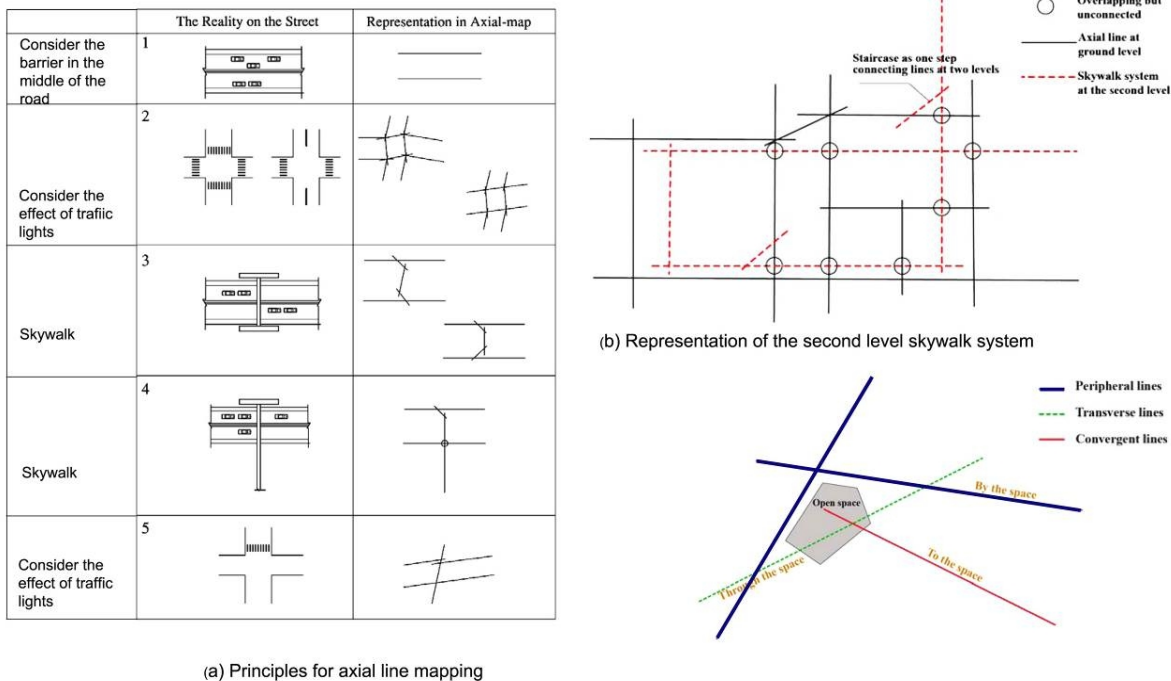 The Reality on the Street
Representation in Axial-map
Consider the
barrier in the
middle of the
road
1
2
Consider the
effect of trafiic
lights
3
Skywalk
4
Skywalk
5
Consider the
effect of traffic
lights
(a) Principles for axial line mapping
Overlapping but
unconnected
Axial line at
ground level
Skywalk system
at the second level
Staircase as one step
connecting lines at two levels
(b) Representation of the second level skywalk system
Peripheral lines
Transverse lines
Convergent lines
By the space
Open space
To the space
Through the space